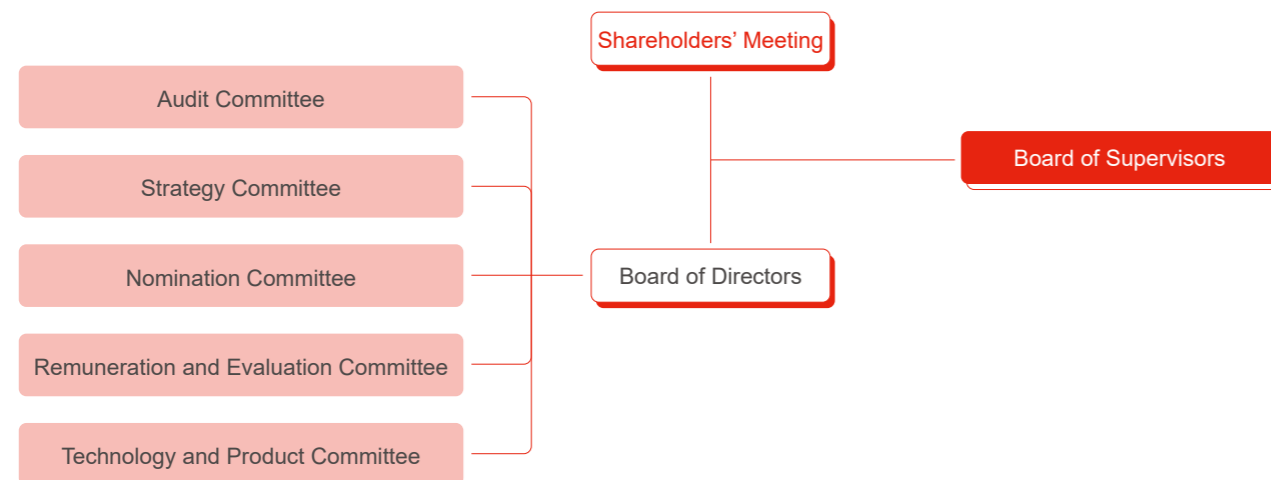 Shareholders’ Meeting
Audit Committee
Board of Supervisors
Strategy Committee
Nomination Committee
Board of Directors
Remuneration and Evaluation Committee
Technology and Product Committee